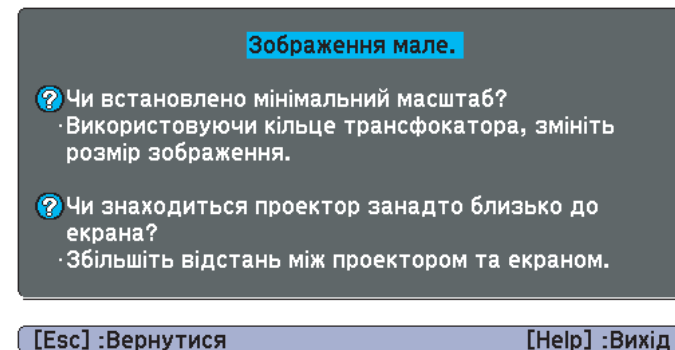 Зображення мале.
? Чи встановлено мінімальний масштаб?
·Використовуючи кільце трансфокатора, змініть
розмір зображення.
? Чи знаходиться проектор занадто близько до
екрана?
·Збільшіть відстань між проектором та екраном.
[Esc] :Вернутися [Help] :Вихід